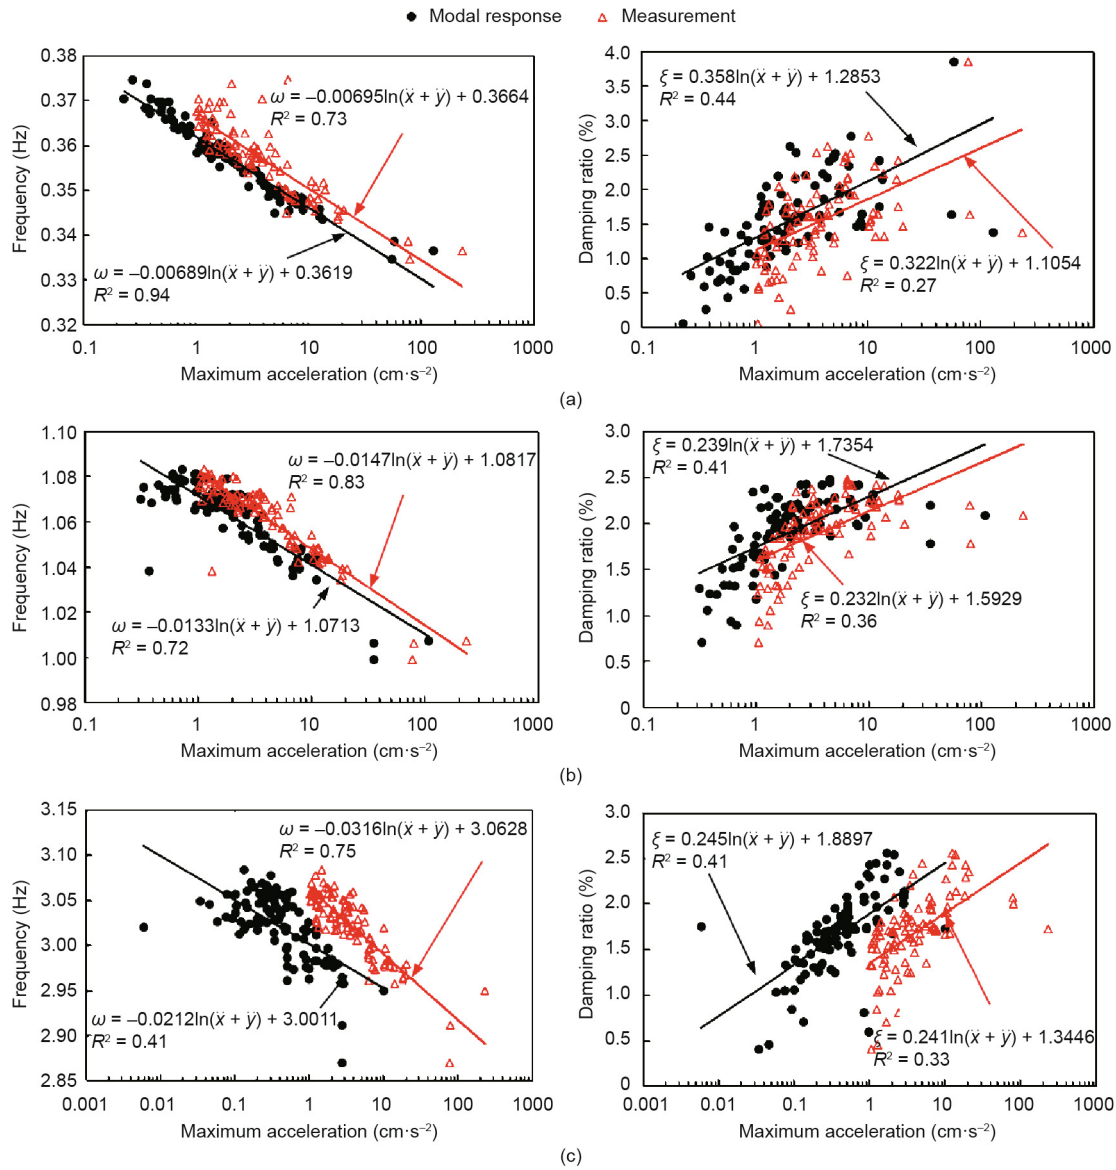 Modal response Measurement
(a)
0.38
0.37
0.36
0.35
0.34
0.33
0.32
Frequency (Hz)
ω = –0.00695ln(ẍ + ÿ) + 0.3664
R² = 0.73
ω = –0.00689ln(ẍ + ÿ) + 0.3619
R² = 0.94
0.1 1 10 100 1000
Maximum acceleration (cm·s⁻²)
4.0
3.5
3.0
2.5
2.0
1.5
1.0
0.5
0
Damping ratio (%)
ξ = 0.358ln(ẍ + ÿ) + 1.2853
R² = 0.44
ξ = 0.322ln(ẍ + ÿ) + 1.1054
R² = 0.27
0.1 1 10 100 1000
Maximum acceleration (cm·s⁻²)
(a)
1.10
1.08
1.06
1.04
1.02
1.00
0.98
Frequency (Hz)
ω = –0.0147ln(ẍ + ÿ) + 1.0817
R² = 0.83
ω = –0.0133ln(ẍ + ÿ) + 1.0713
R² = 0.72
0.1 1 10 100 1000
Maximum acceleration (cm·s⁻²)
3.0
2.5
2.0
1.5
1.0
0.5
0
Damping ratio (%)
ξ = 0.239ln(ẍ + ÿ) + 1.7354
R² = 0.41
ξ = 0.232ln(ẍ + ÿ) + 1.5929
R² = 0.36
0.1 1 10 100 1000
Maximum acceleration (cm·s⁻²)
(b)
3.15
3.10
3.05
3.00
2.95
2.90
2.85
Frequency (Hz)
ω = –0.0316ln(ẍ + ÿ) + 3.0628
R² = 0.75
ω = –0.0212ln(ẍ + ÿ) + 3.0011
R² = 0.41
0.001 0.01 0.1 1 10 100 1000
Maximum acceleration (cm·s⁻²)
3.0
2.5
2.0
1.5
1.0
0.5
0
Damping ratio (%)
ξ = 0.245ln(ẍ + ÿ) + 1.8897
R² = 0.41
ξ = 0.241ln(ẍ + ÿ) + 1.3446
R² = 0.33
0.001 0.01 0.1 1 10 100 1000
Maximum acceleration (cm·s⁻²)
(c)